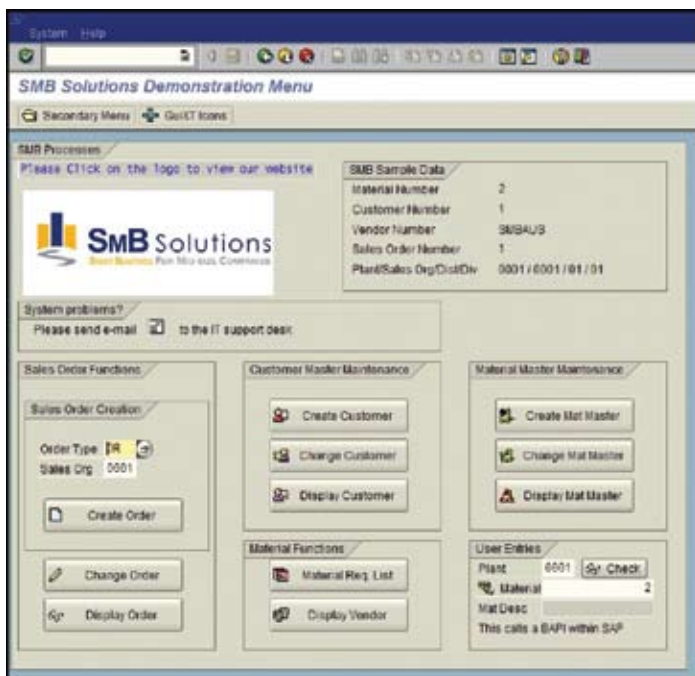 System Help
SMB Solutions Demonstration Menu
Secondary Menu GuiXT Icons
SMB Processes
Please Click on the logo to view our website
SMB Solutions
SMB Sample Data
Material Number 2
Customer Number 1
Vendor Number SMBAUS
Sales Order Number 1
Plant/Sales Org/Dist/Div 0001 / 0001 / 01 / 01
System problems?
Please send e-mail to the IT support desk
Sales Order Functions
Sales Order Creation
Order Type OR
Sales Org 0001
Create Order
Change Order
Display Order
Customer Master Maintenance
Create Customer
Change Customer
Display Customer
Material Functions
Material Req. List
Display Vendor
Material Master Maintenance
Create Mat Master
Change Mat Master
Display Mat Master
User Entries
Plant 0001 Check
Material 2
Mat Desc
This calls a BAPI within SAP